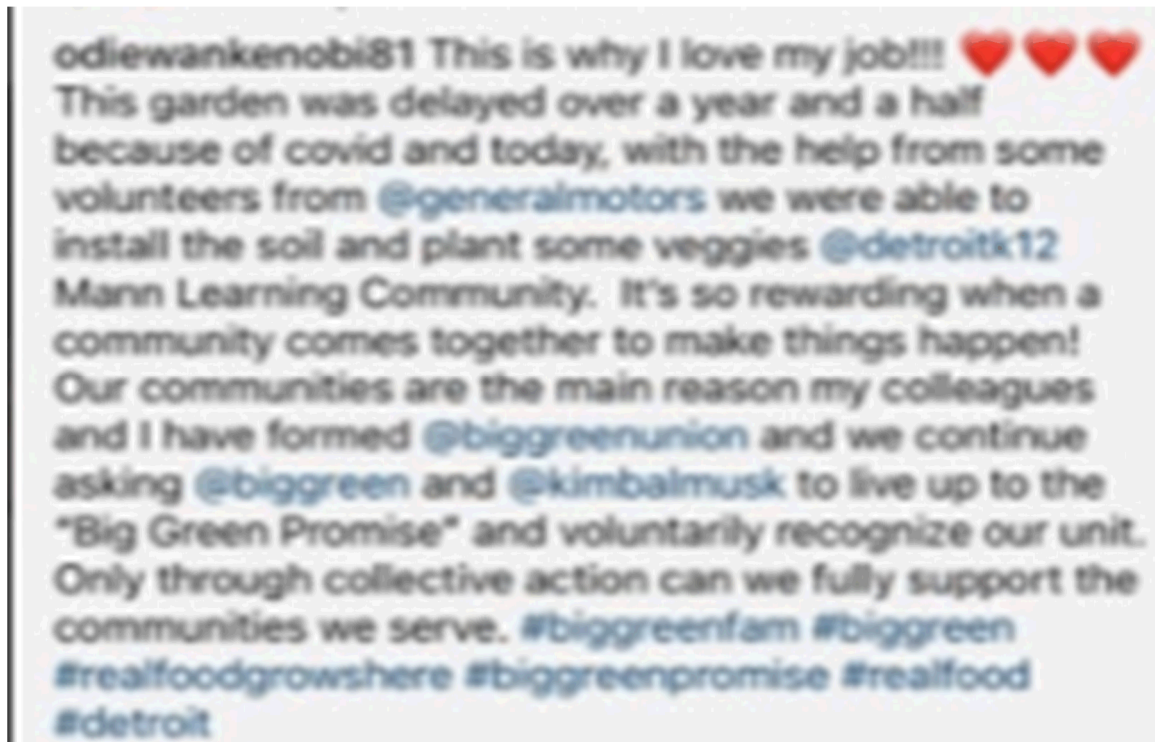 odiewankenobi81 This is why I love my job!!! ❤️❤️❤️
This garden was delayed over a year and a half
because of covid and today, with the help from some
volunteers from @generalmotors we were able to
install the soil and plant some veggies @detroitk12
Mann Learning Community.  It's so rewarding when a
community comes together to make things happen!
Our communities are the main reason my colleagues
and I have formed @biggreenunion and we continue
asking @biggreen and @kimbalmusk to live up to the
“Big Green Promise” and voluntarily recognize our unit.
Only through collective action can we fully support the
communities we serve. #biggreenfam #biggreen
#realfoodgrowshere #biggreenpromise #realfood
#detroit